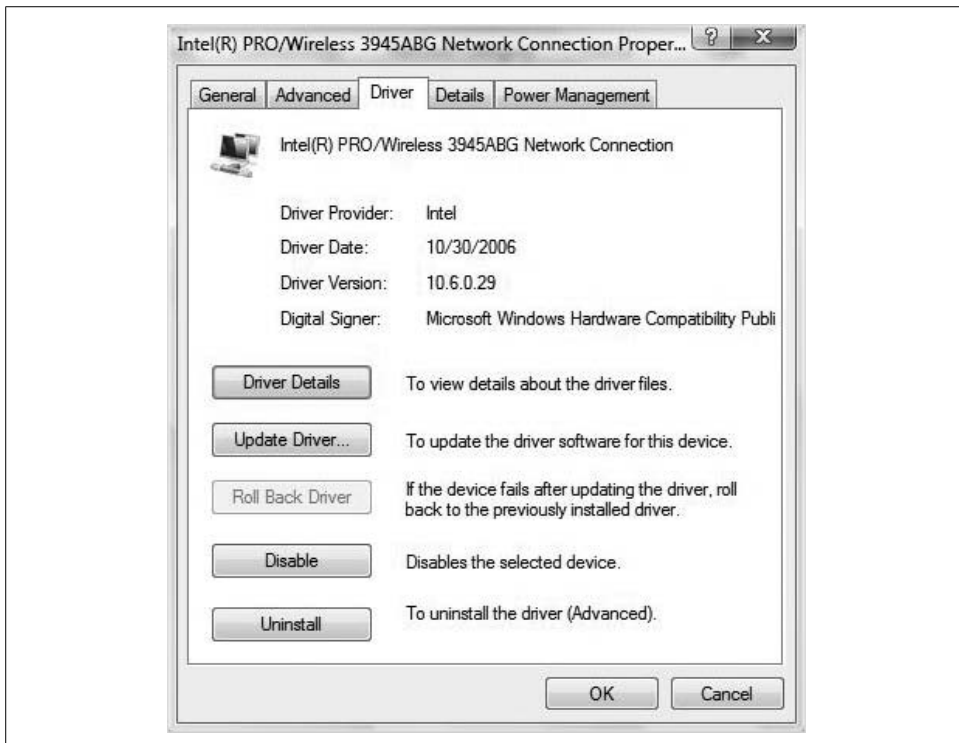 Intel(R) PRO/Wireless 3945ABG Network Connection Proper...
General Advanced Driver Details Power Management
Intel(R) PRO/Wireless 3945ABG Network Connection
Driver Provider: Intel
Driver Date: 10/30/2006
Driver Version: 10.6.0.29
Digital Signer: Microsoft Windows Hardware Compatibility Publi
Driver Details To view details about the driver files.
Update Driver... To update the driver software for this device.
Roll Back Driver If the device fails after updating the driver, roll
back to the previously installed driver.
Disable Disables the selected device.
Uninstall To uninstall the driver (Advanced).
OK Cancel